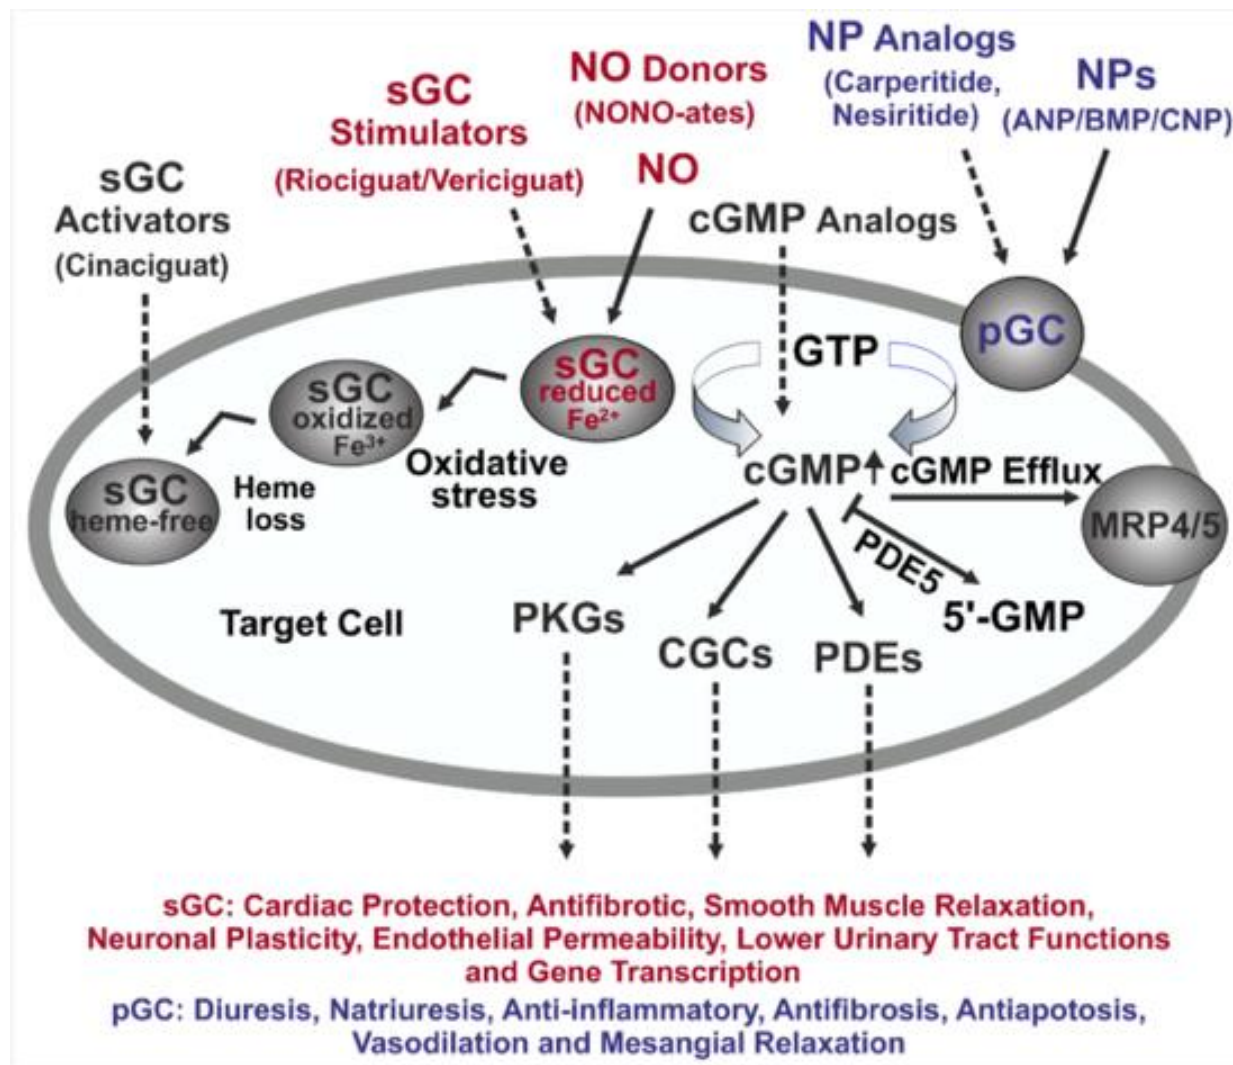 NP Analogs
(Carperitide,
Nesiritide)
NPs
(ANP/BMP/CNP)
NO Donors
(NONO-ates)
NO
sGC
Stimulators
(Riociguat/Vericiguat)
sGC
Activators
(Cinaciguat)
cGMP Analogs
pGC
GTP
sGC
reduced
Fe2+
sGC
oxidized
Fe3+
Oxidative
stress
sGC
heme-free
Heme
loss
cGMP
cGMP Efflux
MRP4/5
PDE5
5'-GMP
Target Cell
PKGs
CGCs
PDEs
sGC: Cardiac Protection, Antifibrotic, Smooth Muscle Relaxation,
Neuronal Plasticity, Endothelial Permeability, Lower Urinary Tract Functions
and Gene Transcription
pGC: Diuresis, Natriuresis, Anti-inflammatory, Antifibrosis, Antiapotosis,
Vasodilation and Mesangial Relaxation